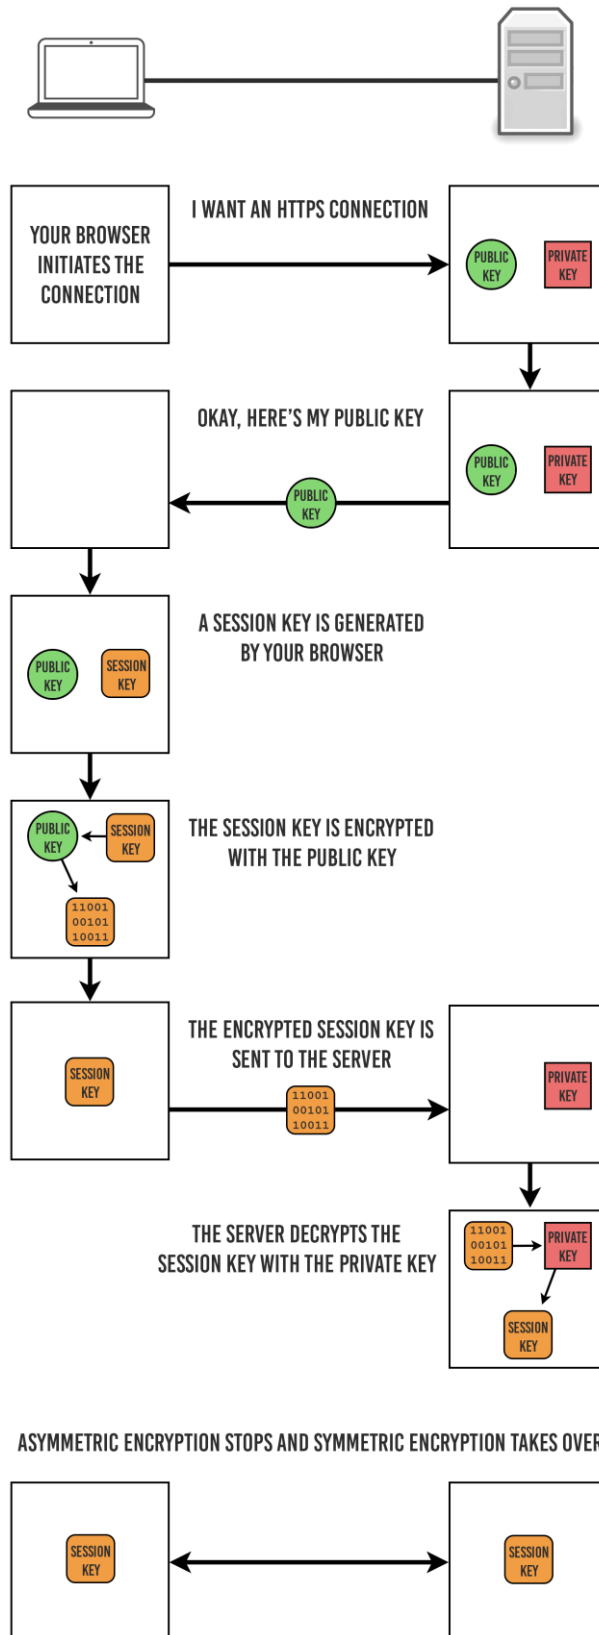 I WANT AN HTTPS CONNECTION
YOUR BROWSER
INITIATES THE
CONNECTION
PUBLIC
KEY
PRIVATE
KEY
OKAY, HERE'S MY PUBLIC KEY
PUBLIC
KEY
PUBLIC
KEY
PRIVATE
KEY
A SESSION KEY IS GENERATED
BY YOUR BROWSER
PUBLIC
KEY
SESSION
KEY
THE SESSION KEY IS ENCRYPTED
WITH THE PUBLIC KEY
PUBLIC
KEY
SESSION
KEY
11001
00101
10011
THE ENCRYPTED SESSION KEY IS
SENT TO THE SERVER
SESSION
KEY
11001
00101
10011
PRIVATE
KEY
THE SERVER DECRYPTS THE
SESSION KEY WITH THE PRIVATE KEY
11001
00101
10011
PRIVATE
KEY
SESSION
KEY
ASYMMETRIC ENCRYPTION STOPS AND SYMMETRIC ENCRYPTION TAKES OVER
SESSION
KEY
SESSION
KEY